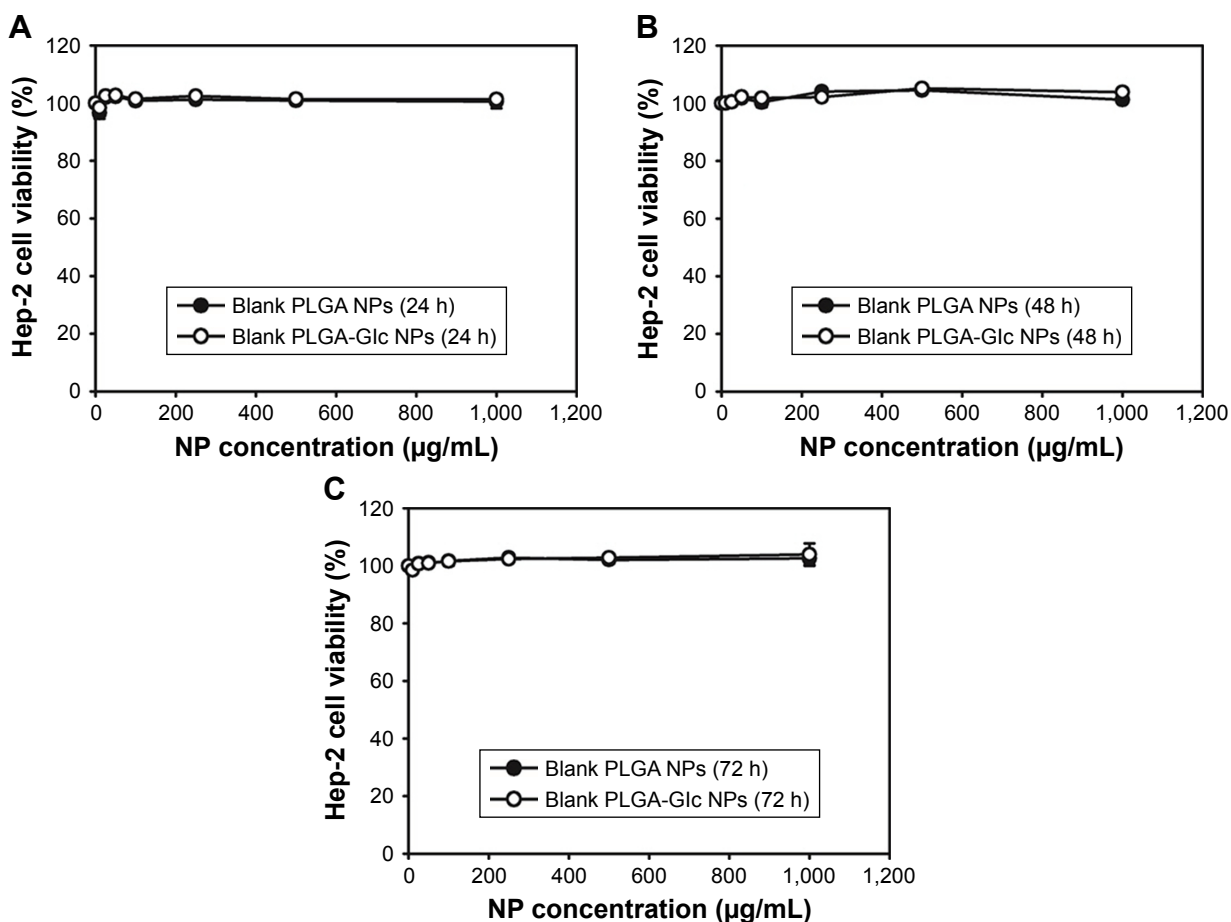 A
Hep-2 cell viability (%)
120
100
80
60
40
20
0
0 200 400 600 800 1,000 1,200
NP concentration (µg/mL)
Blank PLGA NPs (24 h)
Blank PLGA-Glc NPs (24 h)
B
Hep-2 cell viability (%)
120
100
80
60
40
20
0
0 200 400 600 800 1,000 1,200
NP concentration (µg/mL)
Blank PLGA NPs (48 h)
Blank PLGA-Glc NPs (48 h)
C
Hep-2 cell viability (%)
120
100
80
60
40
20
0
0 200 400 600 800 1,000 1,200
NP concentration (µg/mL)
Blank PLGA NPs (72 h)
Blank PLGA-Glc NPs (72 h)